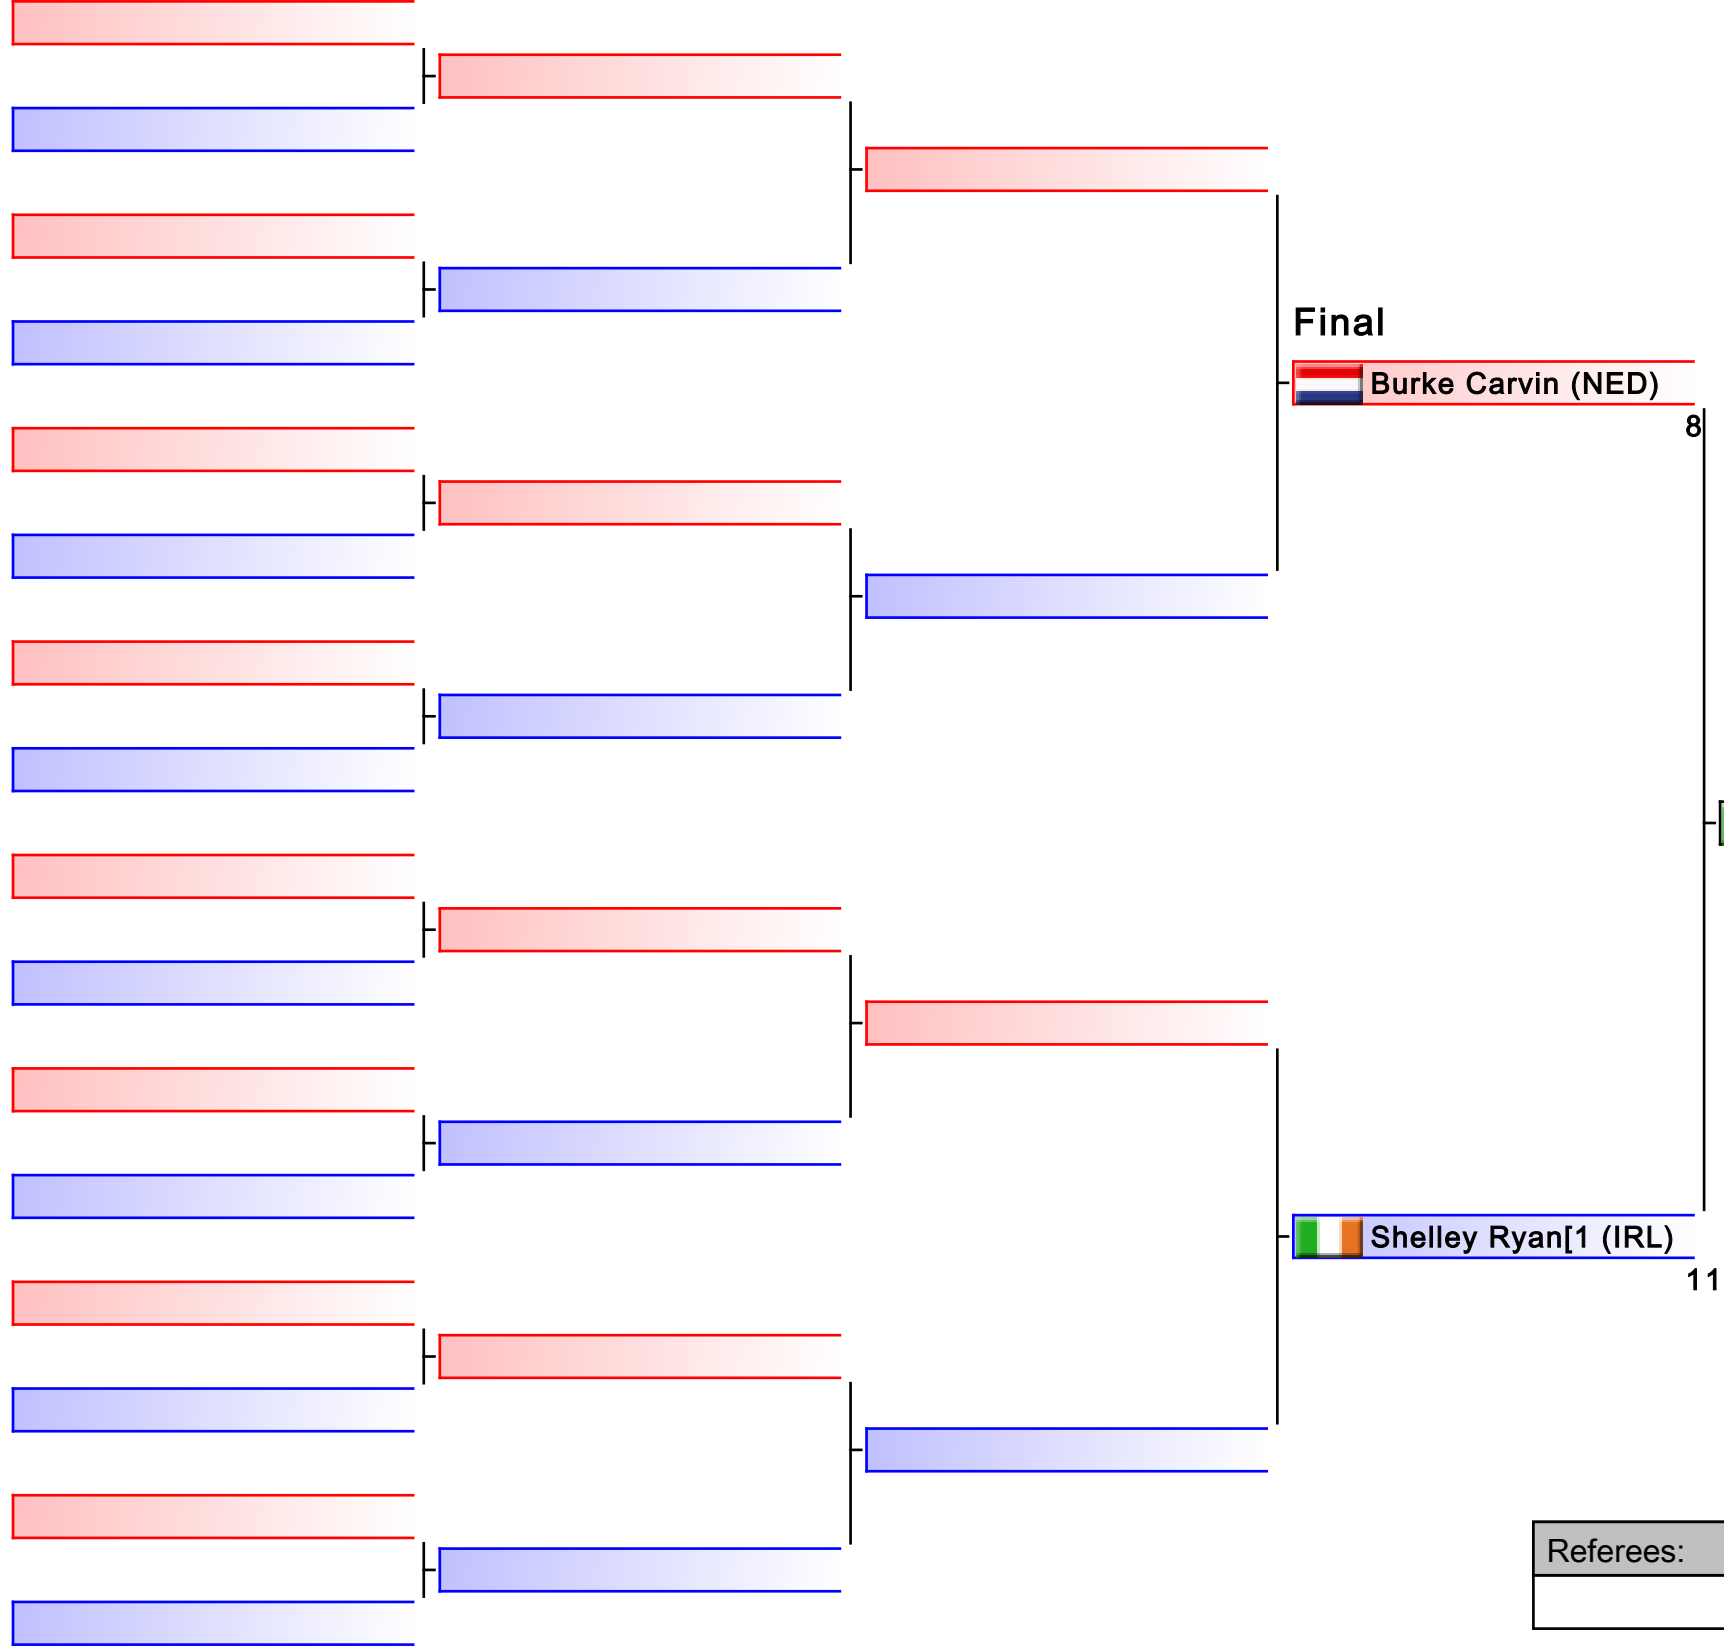 Final
Burke Carvin (NED)
8
Shelley Ryan[1 (IRL)
11
Referees: